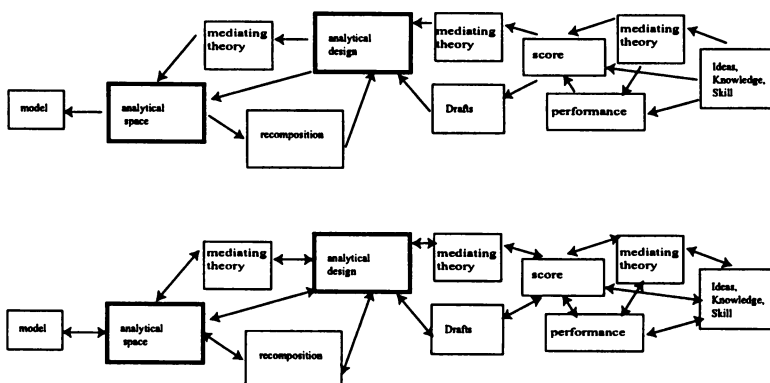 mediating
theory
analytical
design
mediating
theory
score
mediating
theory
Ideas,
Knowledge,
Skill
model
analytical
space
recomposition
Drafts
performance
mediating
theory
analytical
design
mediating
theory
score
mediating
theory
Ideas,
Knowledge,
Skill
model
analytical
space
recomposition
Drafts
performance